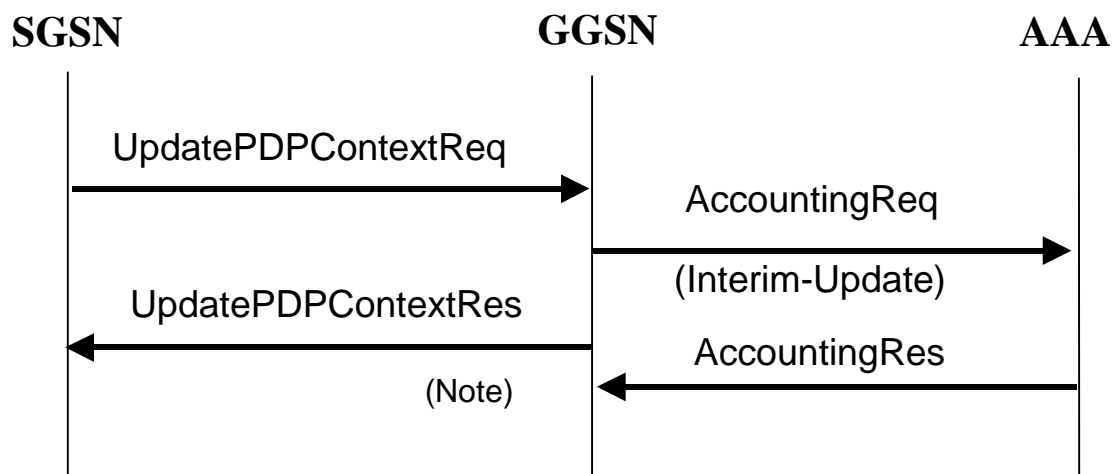 SGSN
GGSN
AAA
UpdatePDPContextReq
AccountingReq
(Interim-Update)
UpdatePDPContextRes
AccountingRes
(Note)